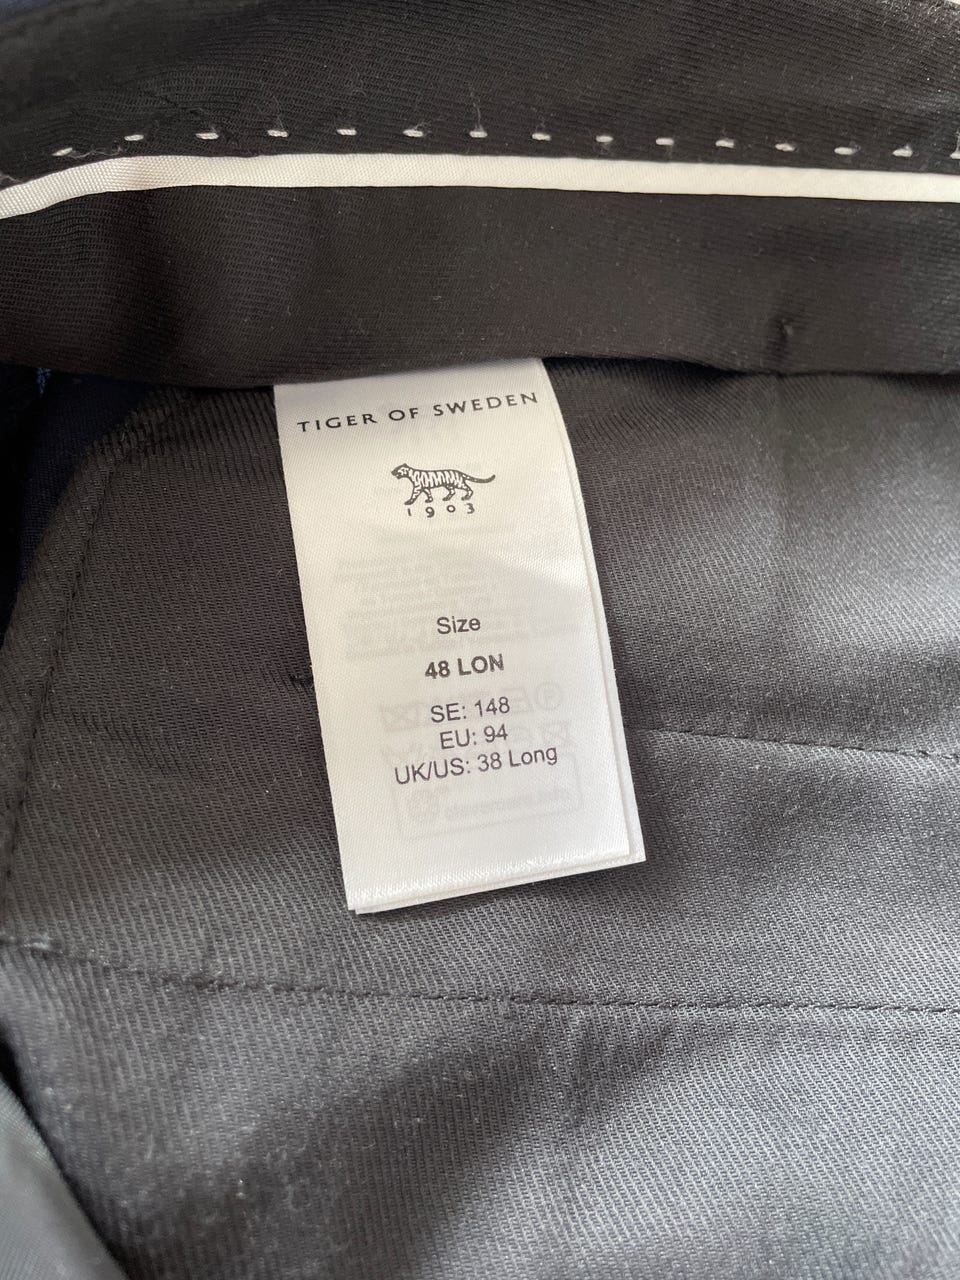 TIGER OF SWEDEN
1903
Size
48 LON
SE: 148
EU: 94
UK/US: 38 Long